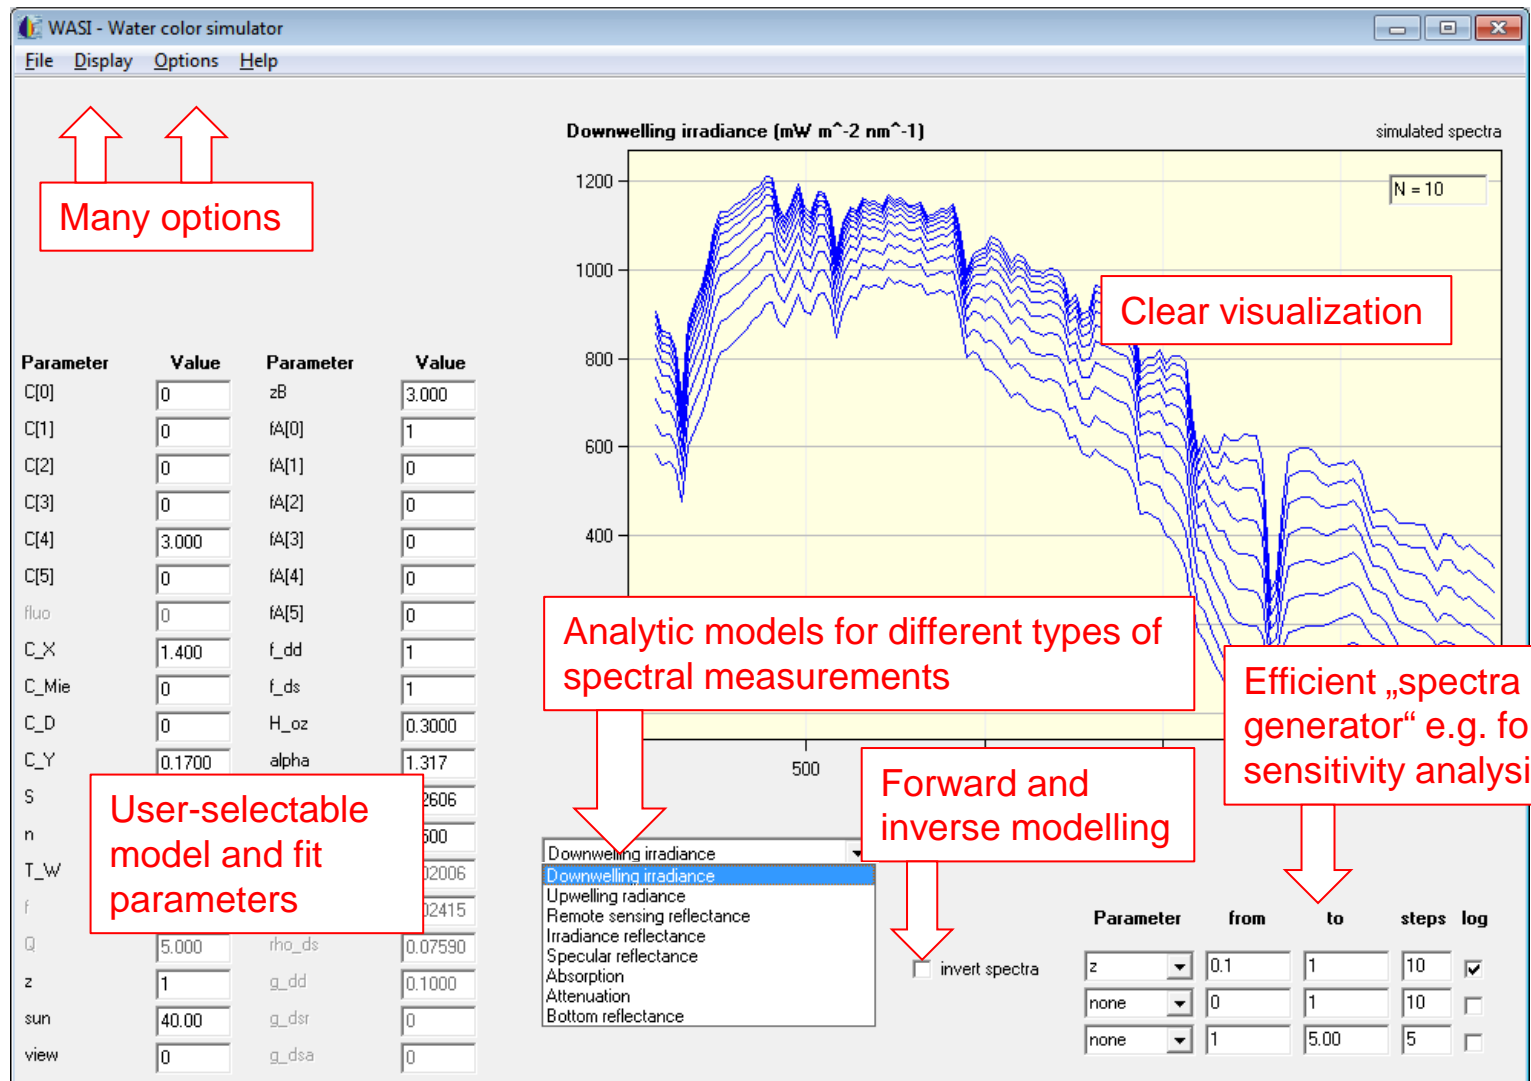 WASI - Water color simulator
File Display Options Help
Many options
Downwelling irradiance (mW m^-2 nm^-1)
simulated spectra
N = 10
1200
1000
800
600
400
500
Clear visualization
Parameter Value Parameter Value
C[0] 0 zB 3.000
C[1] 0 fA[0] 1
C[2] 0 fA[1] 0
C[3] 0 fA[2] 0
C[4] 3.000 fA[3] 0
C[5] 0 fA[4] 0
fluo 0 fA[5] 0
C_X 1.400 f_dd 1
C_Mie 0 f_ds 1
C_D 0 H_oz 0.3000
C_Y 0.1700 alpha 1.317
S 2606
n 500
T_W 02006
f 02415
Q 5.000 rho_ds 0.07590
z 1 g_dd 0.1000
sun 40.00 g_dsr 0
view 0 g_dsa 0
User-selectable
model and fit
parameters
Analytic models for different types of
spectral measurements
Forward and
inverse modelling
Efficient „spectra
generator“ e.g. fo
sensitivity analysi
Downwelling irradiance
Downwelling irradiance
Upwelling radiance
Remote sensing reflectance
Irradiance reflectance
Specular reflectance
Absorption
Attenuation
Bottom reflectance
invert spectra
Parameter from to steps log
z 0.1 1 10
none 0 1 10
none 1 5.00 5